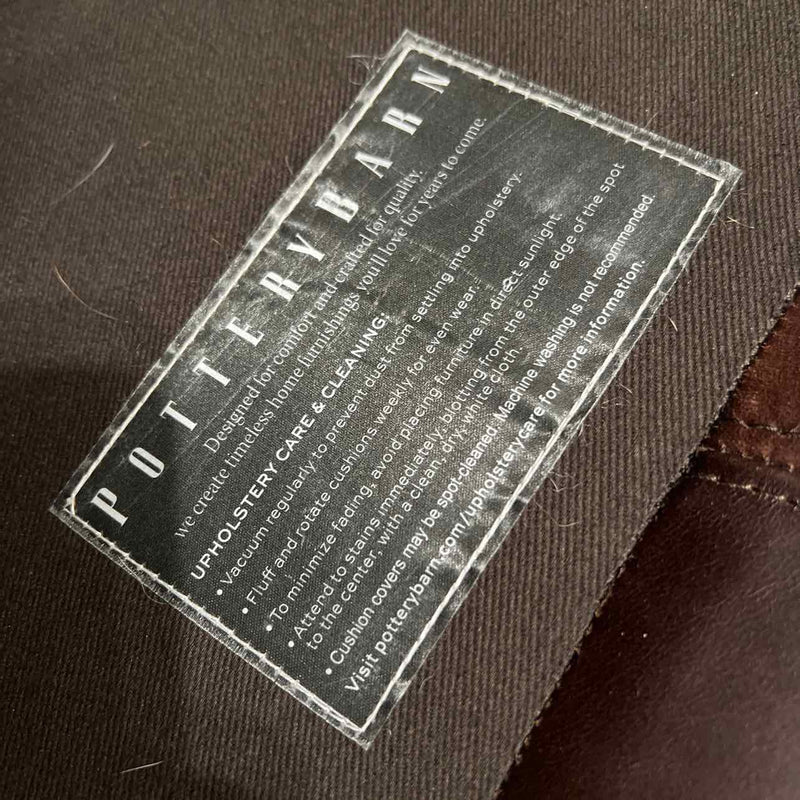 POTTERYBARN
Designed for comfort and crafted for quality,
we create timeless home furnishings you'll love for years to come.
UPHOLSTERY CARE & CLEANING:
• Vacuum regularly to prevent dust from settling into upholstery.
• Fluff and rotate cushions weekly for even wear.
• To minimize fading, avoid placing furniture in direct sunlight.
• Attend to stains immediately, blotting from the outer edge of the spot
to the center, with a clean, dry, white cloth.
• Cushion covers may be spot-cleaned. Machine washing is not recommended.
Visit potterybarn.com/upholsterycare for more information.